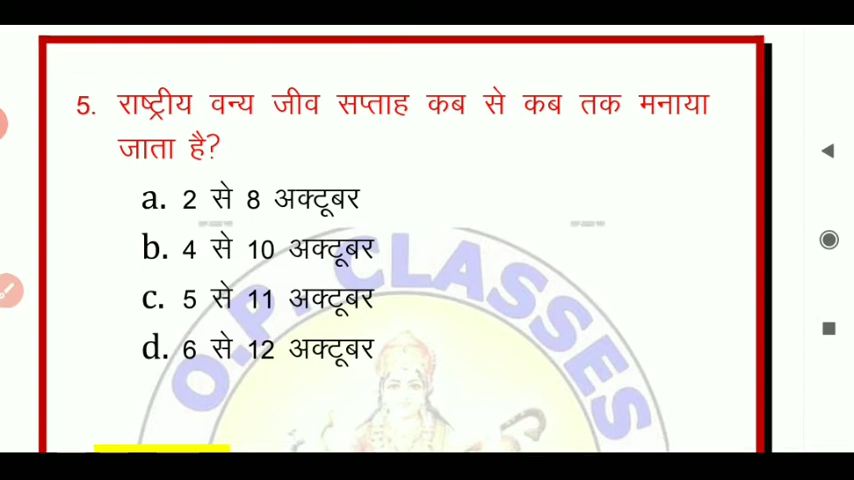 5. राष्ट्रीय वन्य जीव सप्ताह कब से कब तक मनाया
जाता है?
a. 2 से 8 अक्टूबर
b. 4 से 10 अक्टूबर
c. 5 से 11 अक्टूबर
d. 6 से 12 अक्टूबर
O.P. CLASSES